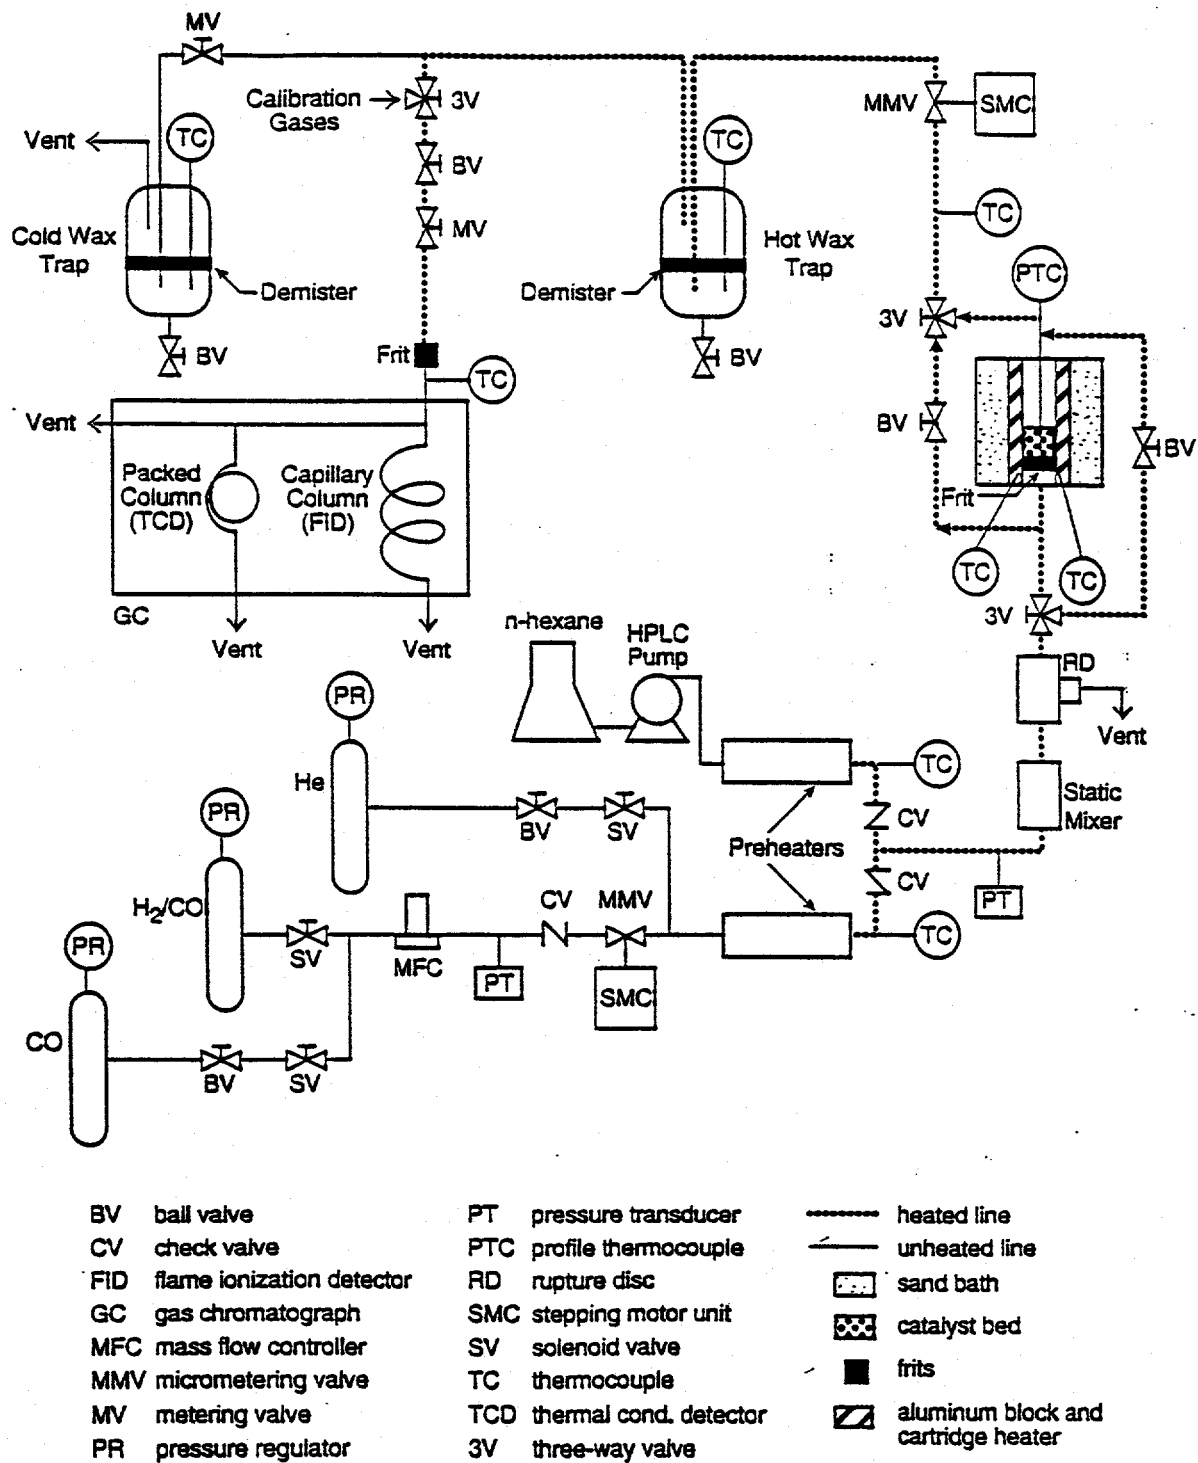 MV
Calibration
Gases
3V
MMV
SMC
Vent
TC
TC
BV
TC
MV
Cold Wax
Trap
Hot Wax
Trap
PTC
Demister
Demister
3V
BV
Frit
BV
TC
Vent
BV
BV
Packed
Column
(TCD)
Capillary
Column
(FID)
Frit
TC
TC
GC
3V
Vent
Vent
n-hexane
HPLC
Pump
RD
PR
Vent
He
TC
PR
BV
SV
CV
Static
Mixer
Preheaters
H2/CO
CV
MMV
CV
PT
PR
SV
MFC
PT
TC
SMC
CO
BV
SV
BV ball valve
CV check valve
FID flame ionization detector
GC gas chromatograph
MFC mass flow controller
MMV micrometering valve
MV metering valve
PR pressure regulator
PT pressure transducer
PTC profile thermocouple
RD rupture disc
SMC stepping motor unit
SV solenoid valve
TC thermocouple
TCD thermal cond. detector
3V three-way valve
heated line
unheated line
sand bath
catalyst bed
frits
aluminum block and
cartridge heater